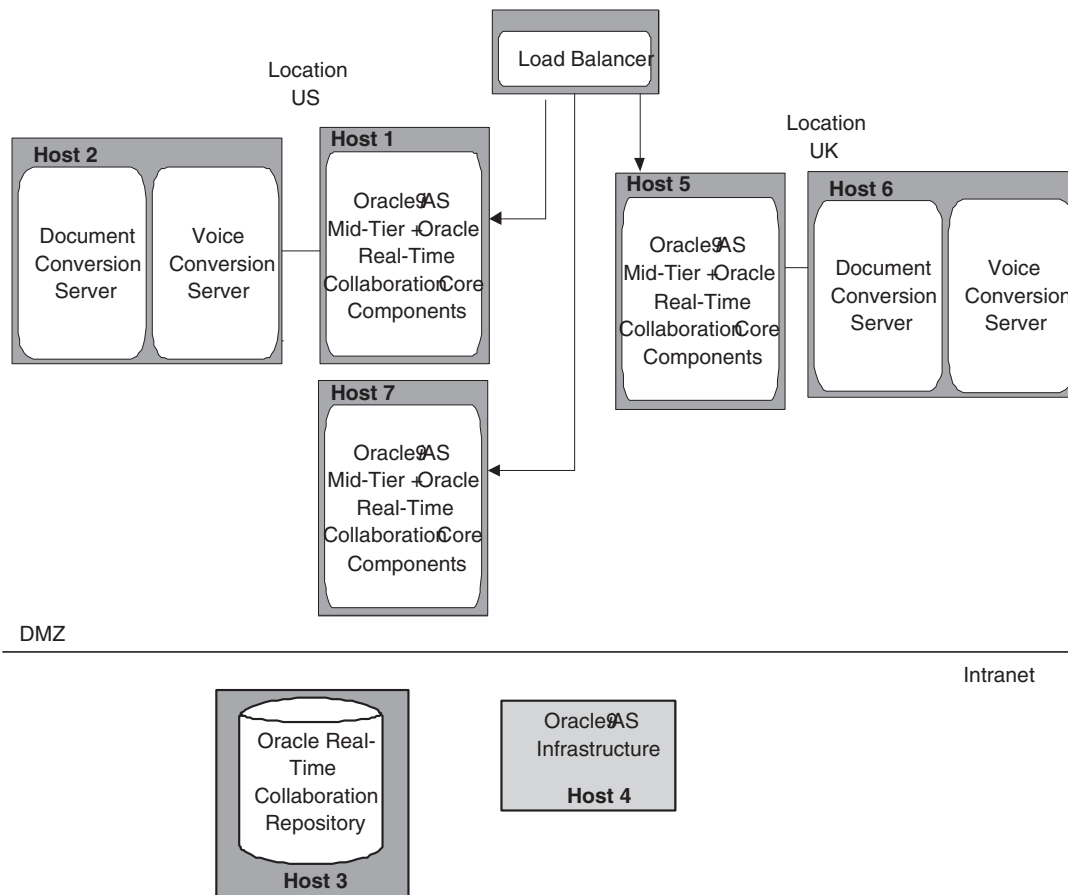 Load Balancer
Location
US
Host 2
Document
Conversion
Server
Voice
Conversion
Server
Host 1
Oracle9iAS
Mid-Tier + Oracle
Real-Time
Collaboration Core
Components
Location
UK
Host 5
Oracle9iAS
Mid-Tier + Oracle
Real-Time
Collaboration Core
Components
Host 6
Document
Conversion
Server
Voice
Conversion
Server
Host 7
Oracle9iAS
Mid-Tier + Oracle
Real-Time
Collaboration Core
Components
DMZ
Intranet
Oracle Real-
Time
Collaboration
Repository
Host 3
Oracle9iAS
Infrastructure
Host 4